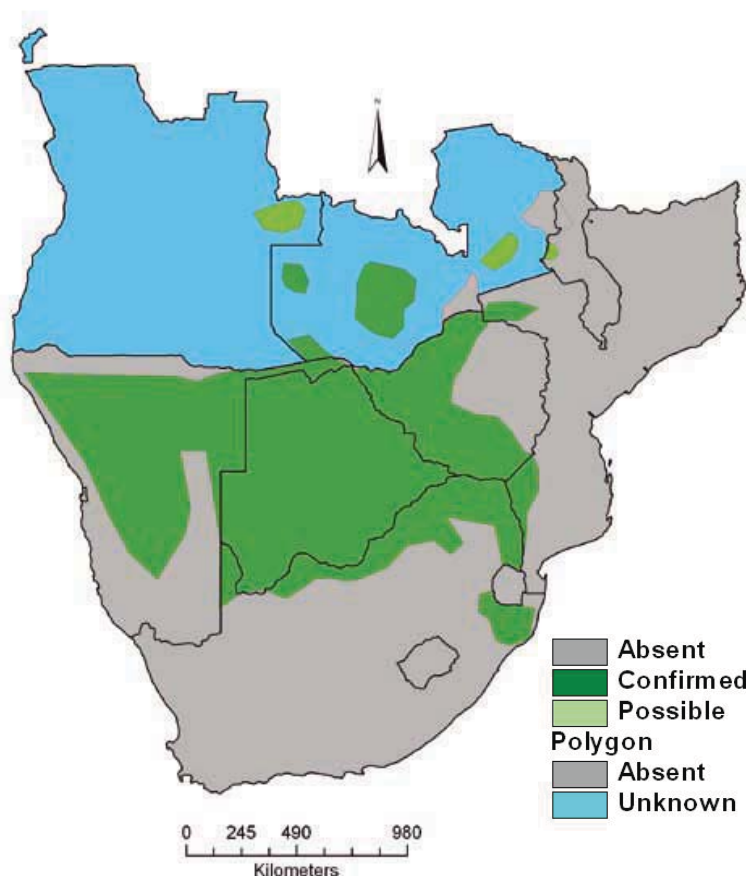 N
Absent
Confirmed
Possible
Polygon
Absent
Unknown
0 245 490 980
Kilometers